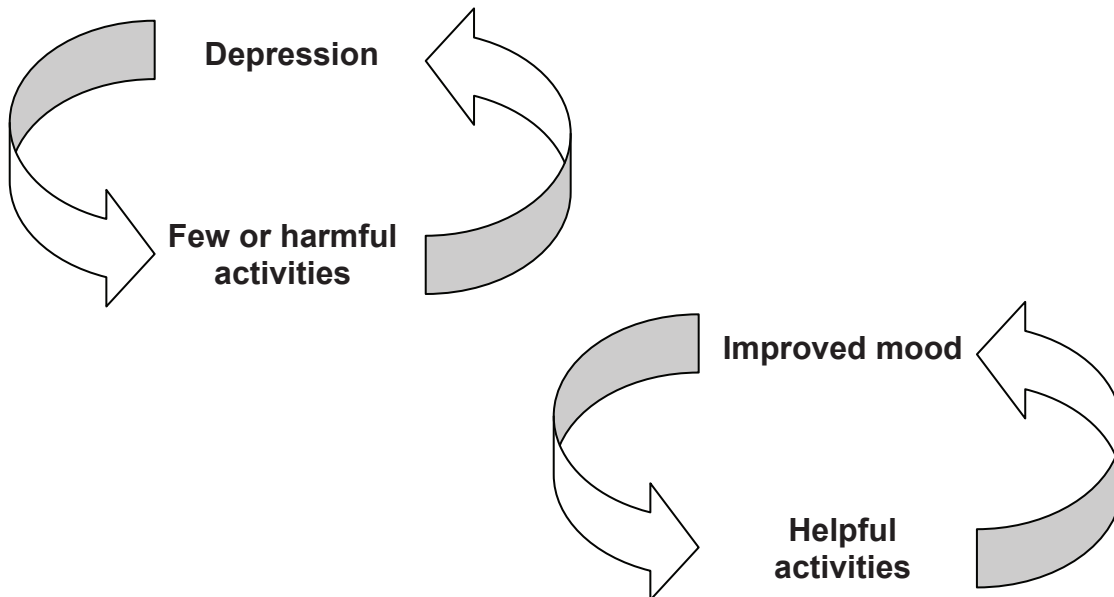 Depression
Few or harmful
activities
Improved mood
Helpful
activities